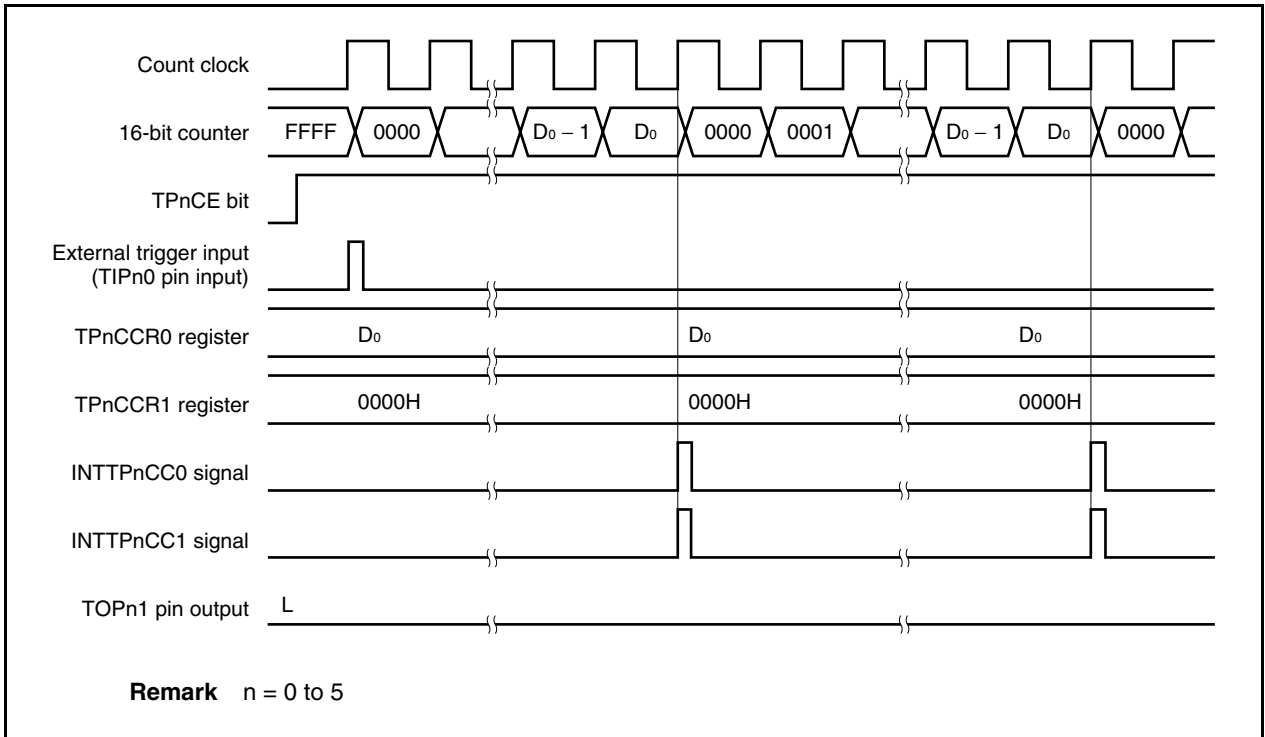 Count clock
16-bit counter FFFF 0000 D0 − 1 D0 0000 0001 D0 − 1 D0 0000
TPnCE bit
External trigger input
(TIPn0 pin input)
TPnCCR0 register D0 D0 D0
TPnCCR1 register 0000H 0000H 0000H
INTTPnCC0 signal
INTTPnCC1 signal
TOPn1 pin output L
Remark n = 0 to 5